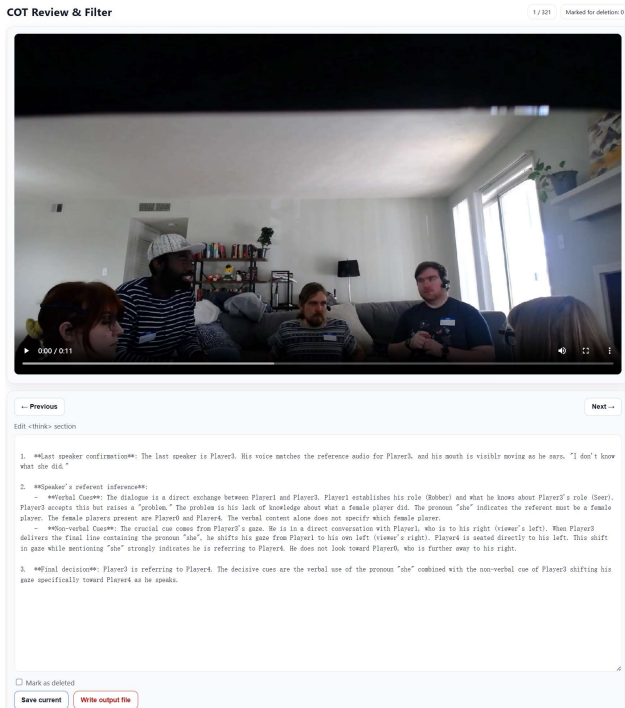 COT Review & Filter
1 / 321
Marked for deletion: 0
0:00 / 0:11
← Previous
Next →
Edit <think> section
1. **Last speaker confirmation**: The last speaker is Player3. His voice matches the reference audio for Player3, and his mouth is visibly moving as he says, "I don't know
what she did."
2. **Speaker's referent inference**:
- **Verbal Cues**: The dialogue is a direct exchange between Player1 and Player3. Player1 establishes his role (Robber) and what he knows about Player3's role (Seer).
Player3 accepts this but raises a "problem." The problem is his lack of knowledge about what a female player did. The pronoun "she" indicates the referent must be a female
player. The female players present are Player0 and Player4. The verbal content alone does not specify which female player.
- **Non-verbal Cues**: The crucial cue comes from Player3's gaze. He is in a direct conversation with Player1, who is to his right (viewer's left). When Player3
delivers the final line containing the pronoun "she", he shifts his gaze from Player1 to his own left (viewer's right). Player4 is seated directly to his left. This shift
in gaze while mentioning "she" strongly indicates he is referring to Player4. He does not look toward Player0, who is further away to his right.
3. **Final decision**: Player3 is referring to Player4. The decisive cues are the verbal use of the pronoun "she" combined with the non-verbal cue of Player3 shifting his
gaze specifically toward Player4 as he speaks.
Mark as deleted
Save current
Write output file